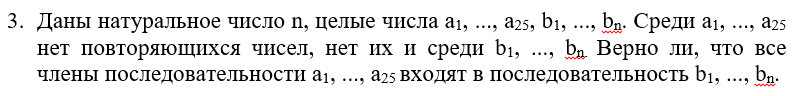 3. Даны натуральное число n, целые числа a₁, ..., a₂₅, b₁, ..., bₙ. Среди a₁, ..., a₂₅
нет повторяющихся чисел, нет их и среди b₁, ..., bₙ Верно ли, что все
члены последовательности a₁, ..., a₂₅ входят в последовательность b₁, ..., bₙ.